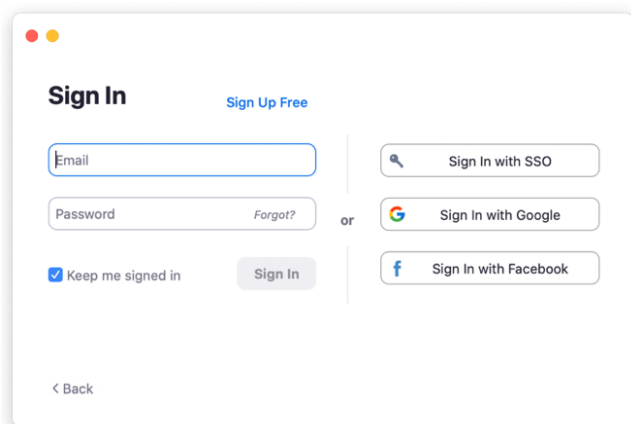 Sign In
Sign Up Free
Email
Password
Forgot?
Keep me signed in
Sign In
or
Sign In with SSO
Sign In with Google
Sign In with Facebook
< Back